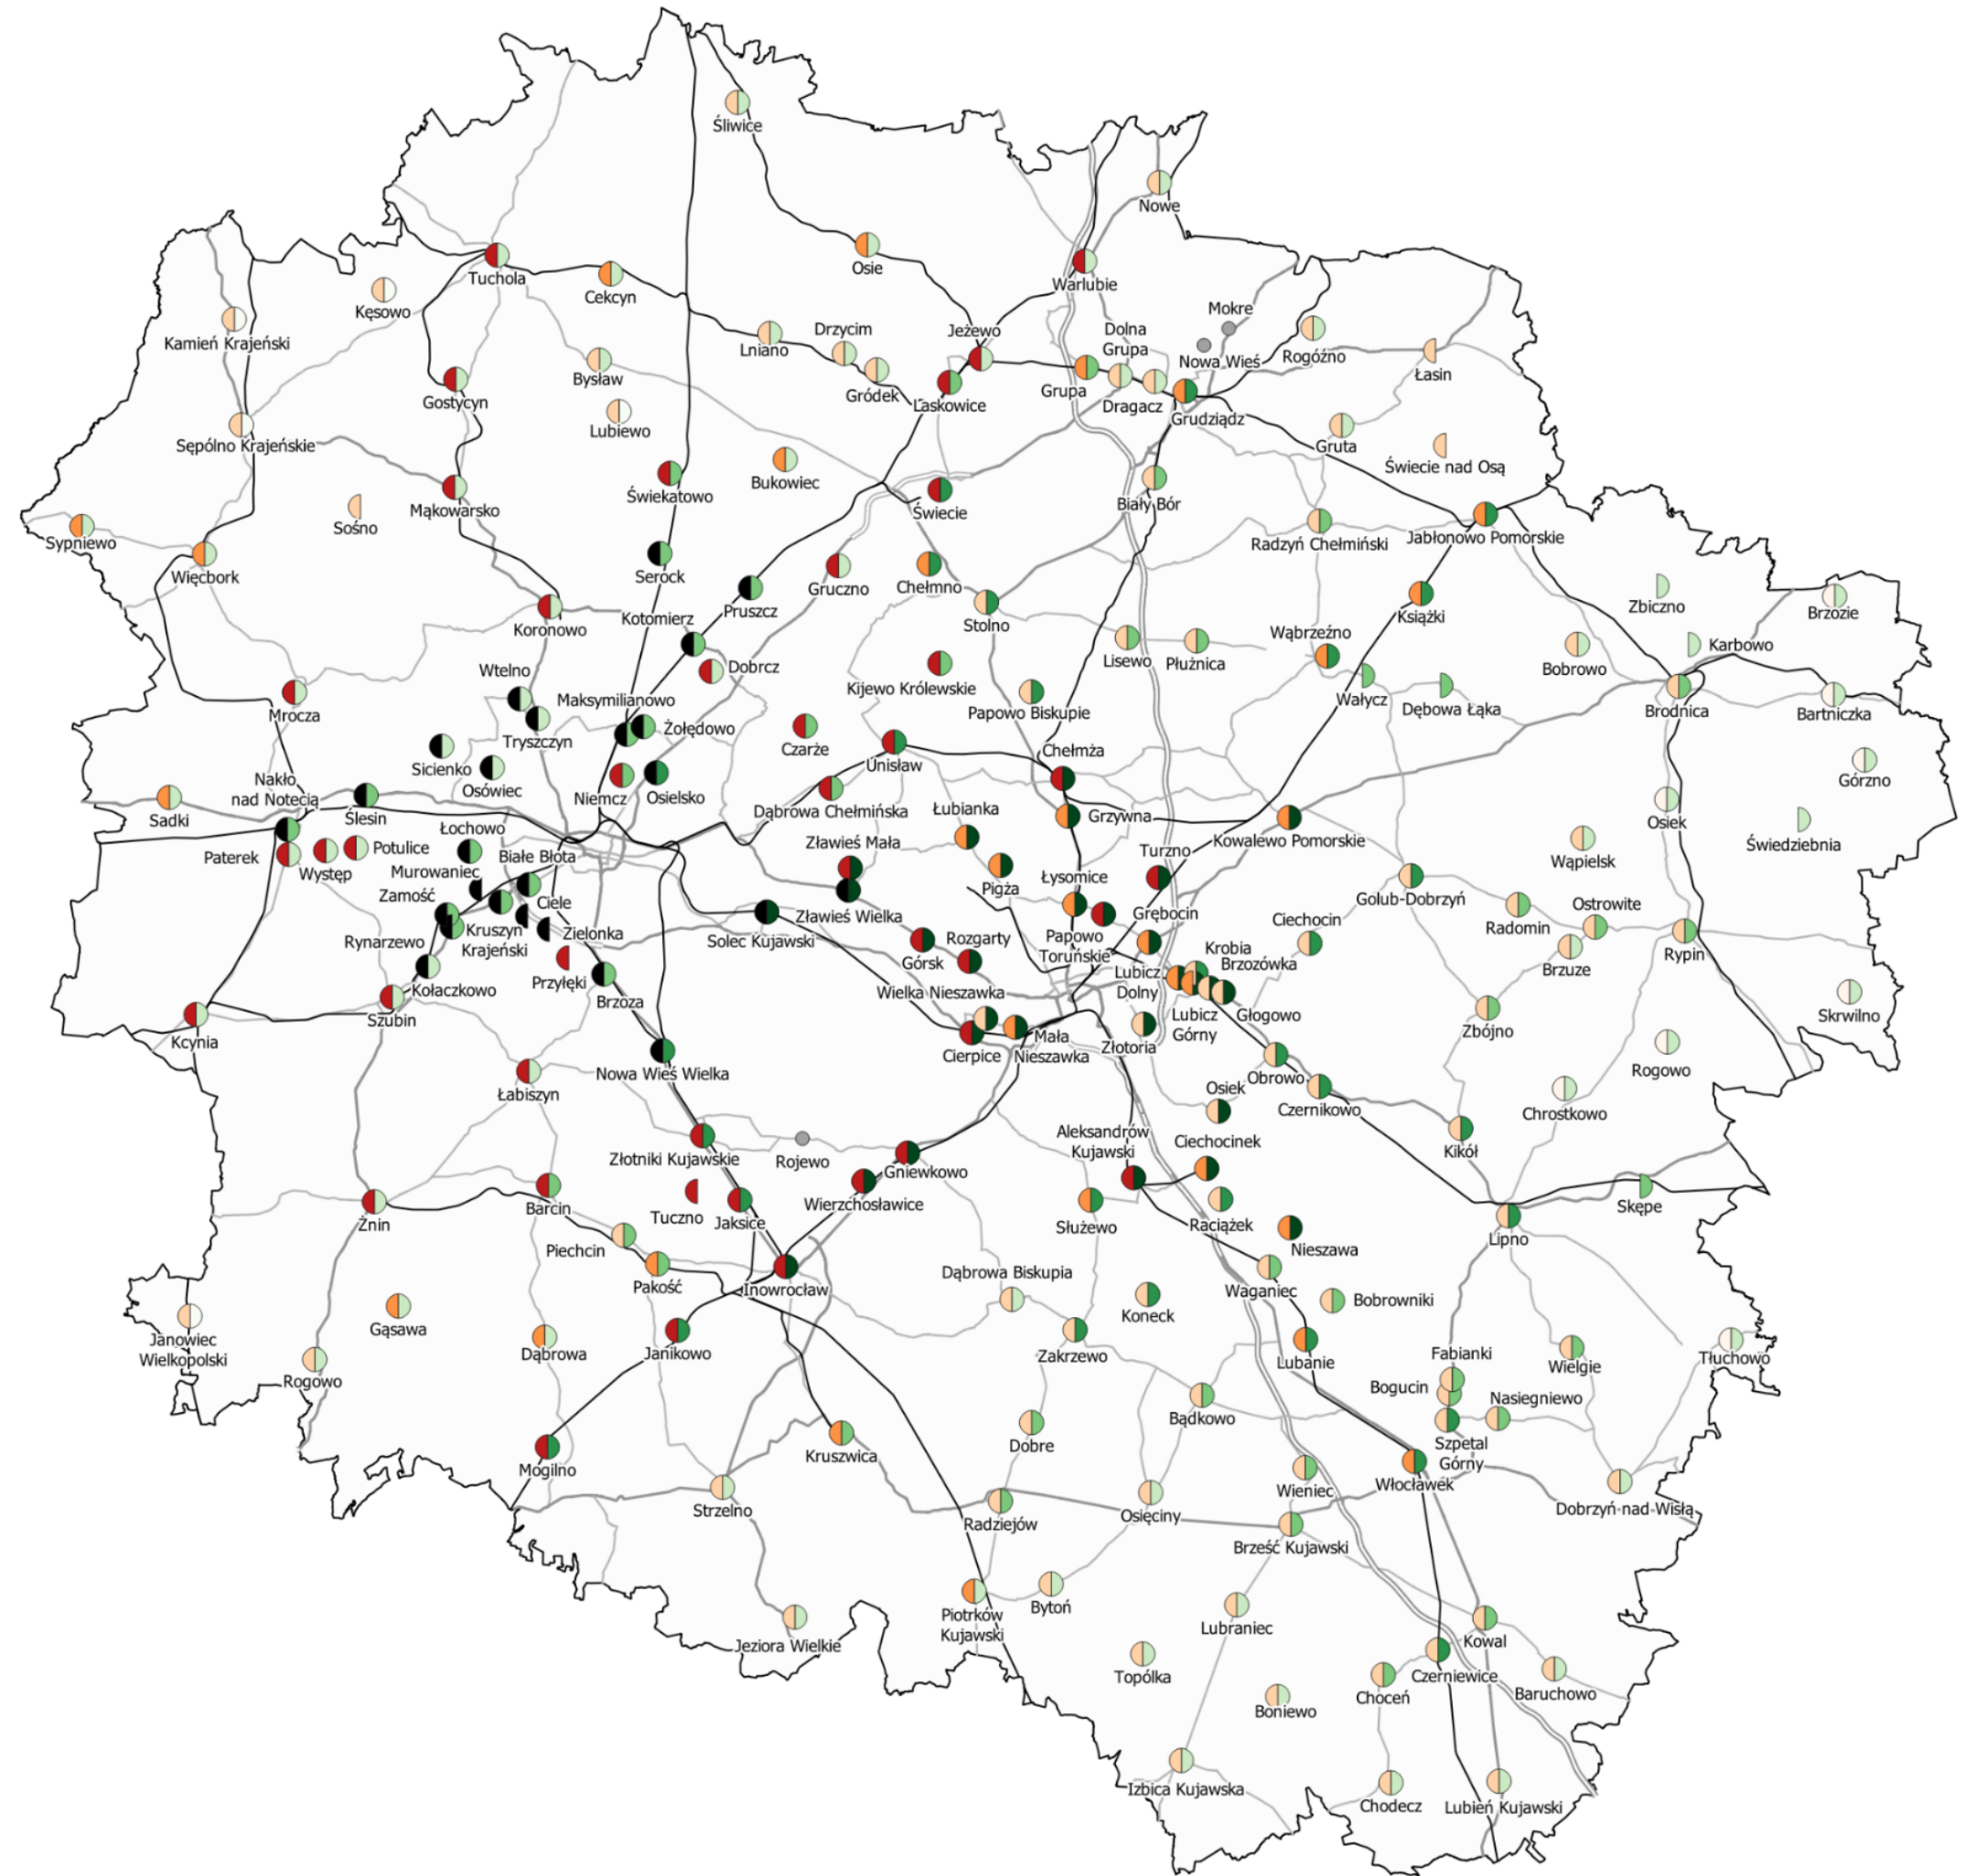 Śliwice
Nowe
Osie
Warlubie
Tuchola
Cekcyn
Kęsowo
Kamień Krajeński
Mokre
Nowa Wieś
Rogóźno
Łasin
Lniano
Drzycim
Gródek
Jeżewo
Laskowice
Dolna
Grupa
Grupa
Dragacz
Grudziądz
Bysław
Lubiewo
Gostycyn
Sępólno Krajeńskie
Gruta
Świecie nad Osą
Mąkowarsko
Świekatowo
Bukowiec
Świecie
Biały Bór
Radzyń Chełmiński
Jabłonowo Pomorskie
Sośno
Sypniewo
Więcbork
Serock
Pruszcz
Gruczno
Chełmno
Stolno
Książki
Zbiczno
Brzozie
Koronowo
Kotomierz
Dobrcz
Kijewo Królewskie
Lisewo
Płużnica
Wąbrzeźno
Wałycz
Dębowa Łąka
Bobrowo
Karbowo
Brodnica
Bartniczka
Wtelno
Maksymilianowo
Żołędowo
Tryszczyn
Mrocza
Papowo Biskupie
Czarże
Unisław
Chełmża
Górzno
Sicienko
Osówiec
Niemcz
Osielsko
Dąbrowa Chełmińska
Łubianka
Grzywna
Kowalewo Pomorskie
Osiek
Świedziebnia
Sadki
Nakło
nad Notecią
Ślesin
Łochowo
Białe Błota
Zławieś Mała
Turzno
Wąpielsk
Paterek
Występ
Potulice
Murowaniec
Zamość
Ciele
Zławieś Wielka
Pigża
Łysomice
Grębocin
Golub-Dobrzyń
Radomin
Ostrowite
Rynarzewo
Kruszyn
Krajeński
Zielonka
Solec Kujawski
Górsk
Rozgarty
Papowo
Toruńskie
Ciechocin
Brzuze
Rypin
Kołaczkowo
Przyłęki
Brzoza
Wielka Nieszawka
Lubicz
Dolny
Krobia
Brzozówka
Lubicz
Górny
Głogowo
Skrwilno
Szubin
Kcynia
Cierpice
Mała
Nieszawka
Złotoria
Zbójno
Rogowo
Nowa Wieś Wielka
Łabiszyn
Obrowo
Osiek
Czernikowo
Chrostkowo
Złotniki Kujawskie
Rojewo
Gniewkowo
Aleksandrów
Kujawski
Ciechocinek
Kikół
Żnin
Barcin
Tuczno
Jaksice
Wierzchosławice
Służewo
Raciążek
Nieszawa
Lipno
Skępe
Piechcin
Pakość
Inowrocław
Dąbrowa Biskupia
Koneck
Waganiec
Bobrowniki
Janowiec
Wielkopolski
Gąsawa
Dąbrowa
Janikowo
Zakrzewo
Lubanie
Fabianki
Wielgie
Tłuchowo
Rogowo
Bogucin
Nasiegniewo
Bądkowo
Dobre
Kruszwica
Szpetal
Górny
Mogilno
Strzelno
Radziejów
Osięciny
Wieniec
Włocławek
Dobrzyń nad Wisłą
Brześć Kujawski
Piotrków
Kujawski
Bytoń
Lubraniec
Jeziora Wielkie
Topólka
Kowal
Czerniewice
Choceń
Baruchowo
Boniewo
Izbica Kujawska
Chodecz
Lubień Kujawski